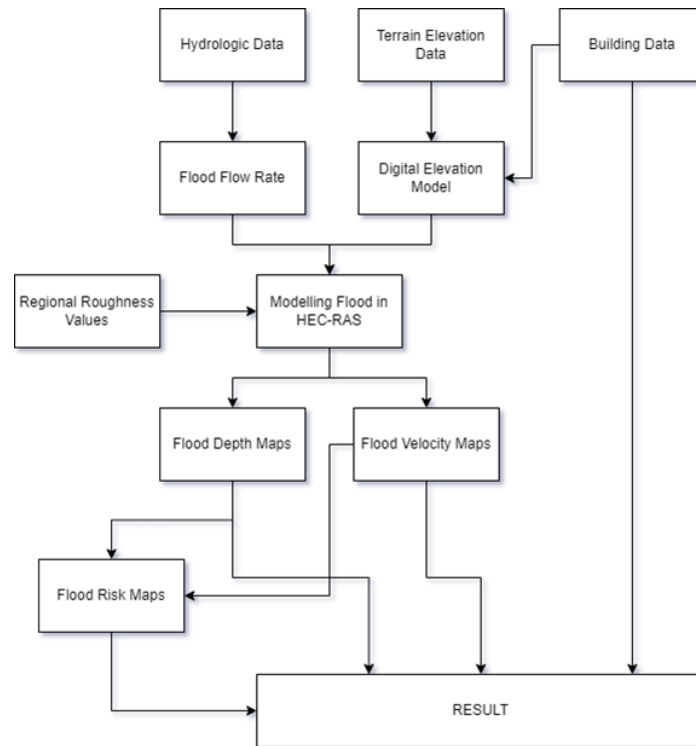 Hydrologic Data
Terrain Elevation
Data
Building Data
Flood Flow Rate
Digital Elevation
Model
Regional Roughness
Values
Modelling Flood in
HEC-RAS
Flood Depth Maps
Flood Velocity Maps
Flood Risk Maps
RESULT